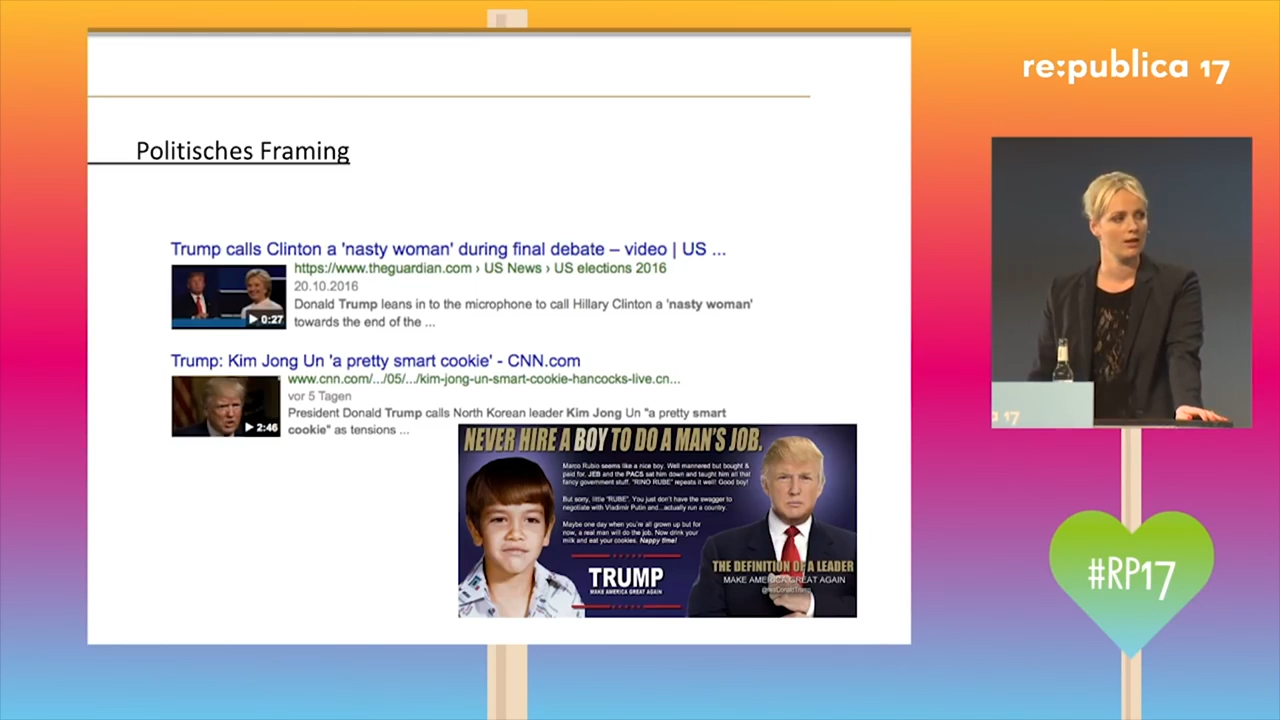 re:publica 17
Politisches Framing
Trump calls Clinton a 'nasty woman' during final debate – video | US ...
https://www.theguardian.com › US News › US elections 2016
20.10.2016
Donald Trump leans in to the microphone to call Hillary Clinton a 'nasty woman'
towards the end of the ...
0:27
Trump: Kim Jong Un 'a pretty smart cookie' - CNN.com
www.cnn.com/.../05/.../kim-jong-un-smart-cookie-hancocks-live.cn...
vor 5 Tagen
President Donald Trump calls North Korean leader Kim Jong Un "a pretty smart
cookie" as tensions ...
2:46
NEVER HIRE A BOY TO DO A MAN'S JOB.
Marco Rubio seems like a nice boy. Well mannered but bought &
paid for. JEB and the PACS sat him down and taught him all that
fancy government stuff. "RINO RUBE" repeats it well! Good boy!
But sorry, little "RUBE". You just don't have the swagger to
negotiate with Vladimir Putin and...actually run a country.
Maybe one day when you're all grown up but for
now, a real man will do the job. Now drink your
milk and eat your cookies. Nappy time!
TRUMP
MAKE AMERICA GREAT AGAIN
THE DEFINITION OF A LEADER
MAKE AMERICA GREAT AGAIN
17
#RP17